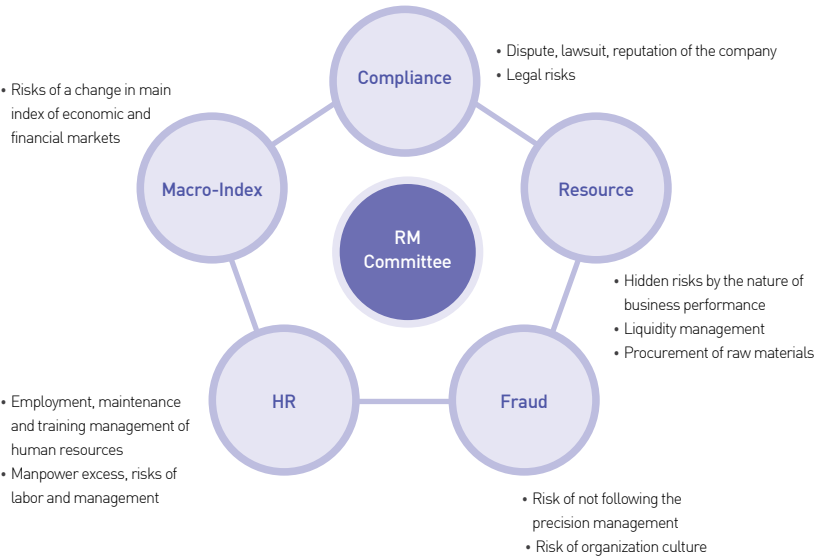 Compliance
• Dispute, lawsuit, reputation of the company
• Legal risks
• Risks of a change in main
index of economic and
financial markets
Macro-Index
Resource
RM
Committee
• Hidden risks by the nature of
business performance
• Liquidity management
• Procurement of raw materials
HR
Fraud
• Employment, maintenance
and training management of
human resources
• Manpower excess, risks of
labor and management
• Risk of not following the
precision management
• Risk of organization culture